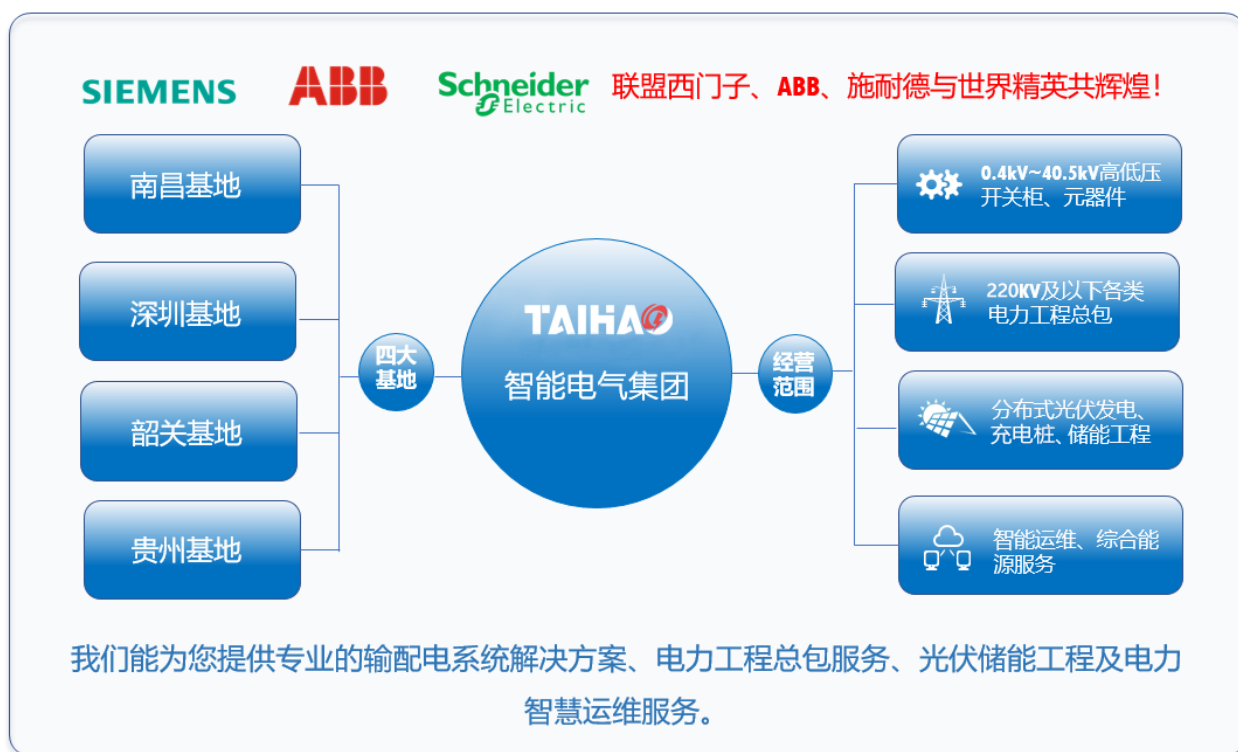 SIEMENS
ABB
Schneider
Electric
联盟西门子、ABB、施耐德与世界精英共辉煌！
南昌基地
深圳基地
韶关基地
贵州基地
四大
基地
TAIHAO
智能电气集团
经营
范围
0.4kV~40.5kV高低压
开关柜、元器件
220KV及以下各类
电力工程总包
分布式光伏发电、
充电桩、储能工程
智能运维、综合能
源服务
我们能为您提供专业的输配电系统解决方案、电力工程总包服务、光伏储能工程及电力
智慧运维服务。